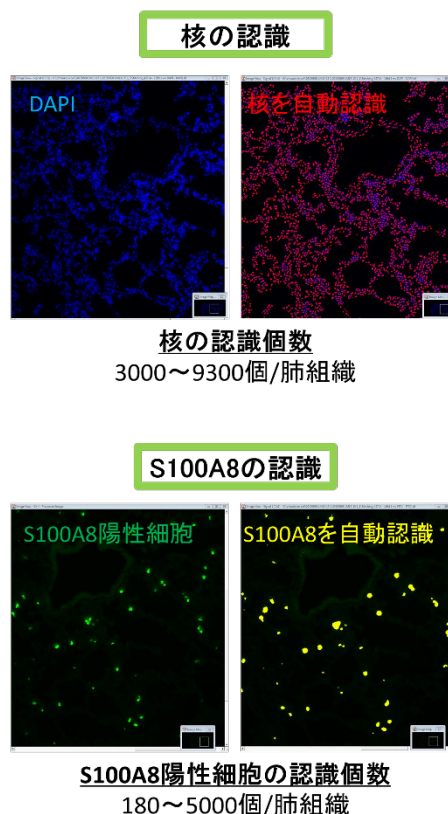 核の認識
DAPI
核を自動認識
核の認識個数
3000～9300個/肺組織
S100A8の認識
S100A8陽性細胞
S100A8を自動認識
S100A8陽性細胞の認識個数
180～5000個/肺組織